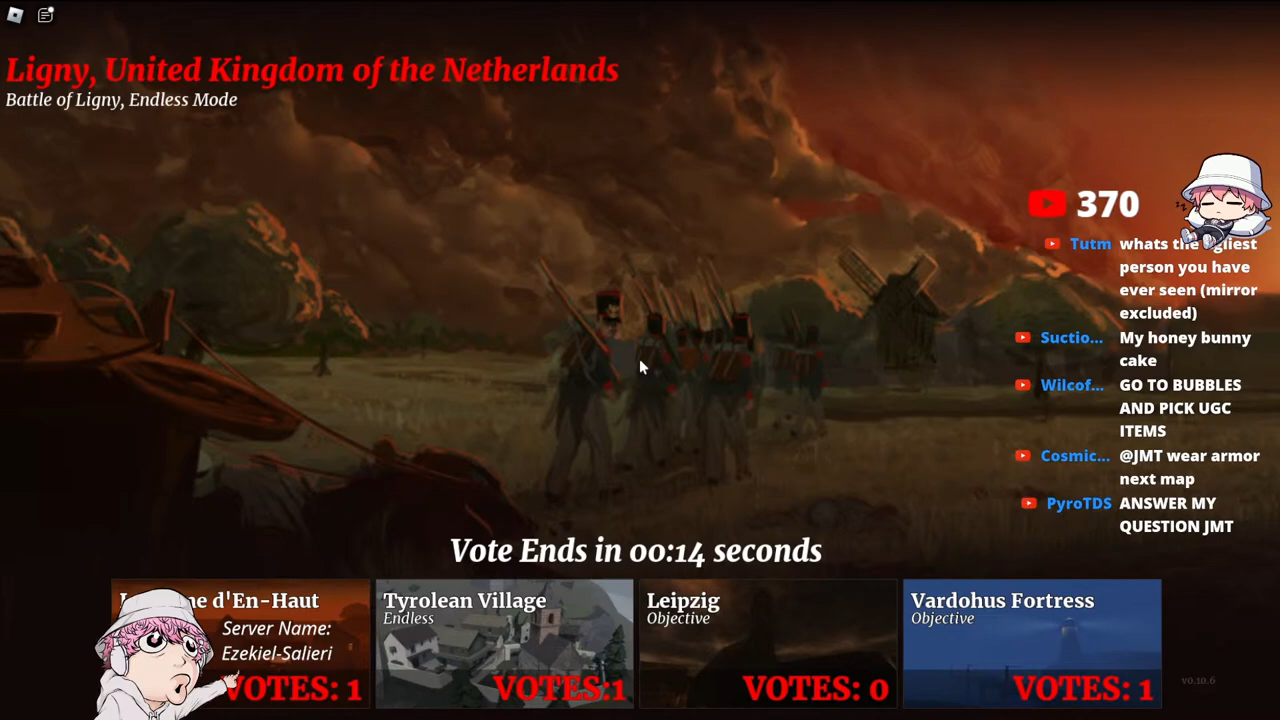 Ligny, United Kingdom of the Netherlands
Battle of Ligny, Endless Mode
370
Tutm whats the
person you have
ever seen (mirror
excluded)
Suctio... My honey bunny
cake
Wilcof... GO TO BUBBLES
AND PICK UGC
ITEMS
Cosmic... @JMT wear armor
next map
PyroTDS ANSWER MY
QUESTION JMT
Vote Ends in 00:14 seconds
d'En-Haut
Server Name:
Ezekiel-Salieri
VOTES: 1
Tyrolean Village
Endless
VOTES:1
Leipzig
Objective
VOTES: 0
Vardohus Fortress
Objective
VOTES: 1
v0.10.6